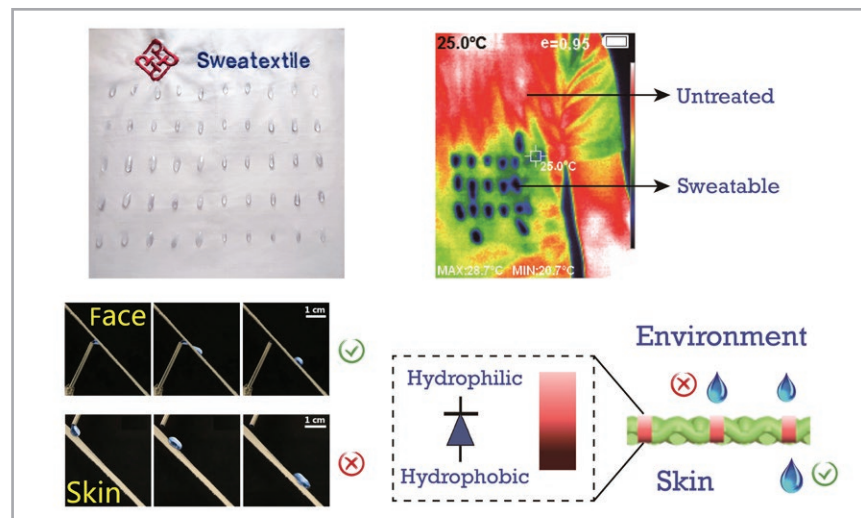 Sweatextile
25.0°C
e=0.95
Untreated
25.0°C
Sweatable
MAX:28.7°C MIN:20.7°C
Face
1 cm
Skin
1 cm
Hydrophilic
Hydrophobic
Environment
Skin